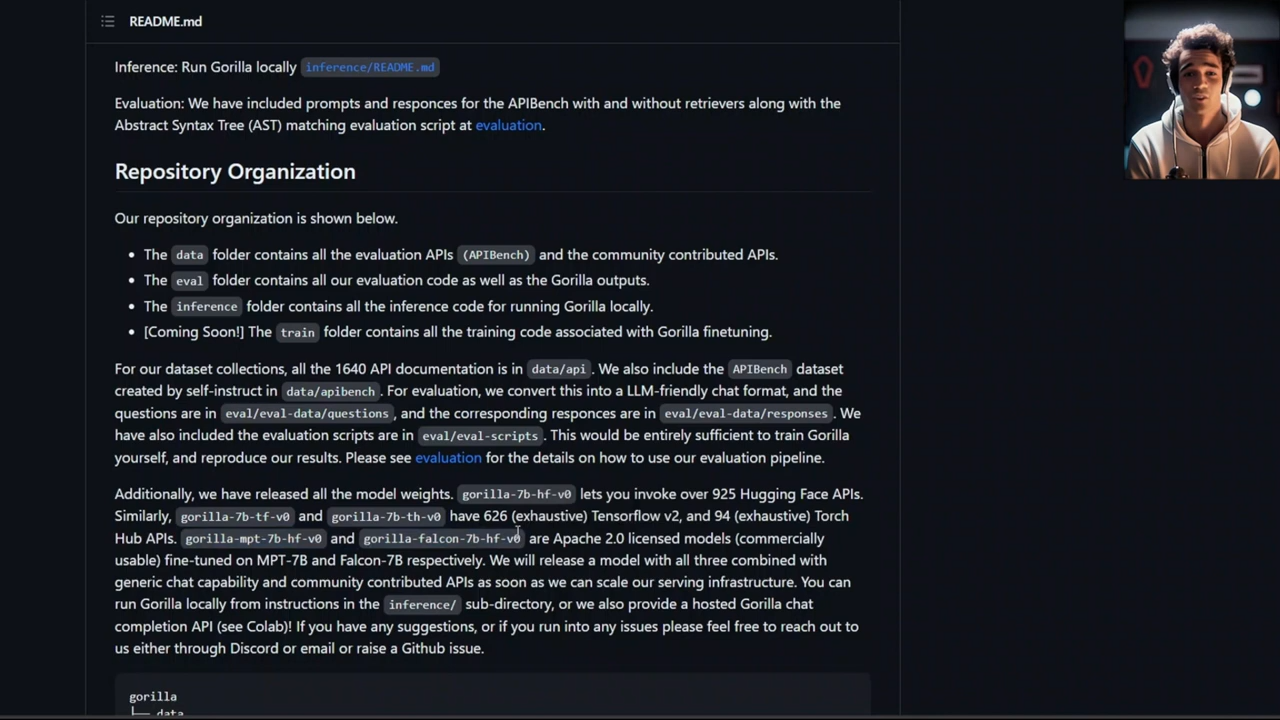 README.md
Inference: Run Gorilla locally inference/README.md
Evaluation: We have included prompts and responces for the APIBench with and without retrievers along with the
Abstract Syntax Tree (AST) matching evaluation script at evaluation.
Repository Organization
Our repository organization is shown below.
• The data folder contains all the evaluation APIs (APIBench) and the community contributed APIs.
• The eval folder contains all our evaluation code as well as the Gorilla outputs.
• The inference folder contains all the inference code for running Gorilla locally.
• [Coming Soon!] The train folder contains all the training code associated with Gorilla finetuning.
For our dataset collections, all the 1640 API documentation is in data/api. We also include the APIBench dataset
created by self-instruct in data/apibench. For evaluation, we convert this into a LLM-friendly chat format, and the
questions are in eval/eval-data/questions, and the corresponding responces are in eval/eval-data/responses. We
have also included the evaluation scripts are in eval/eval-scripts. This would be entirely sufficient to train Gorilla
yourself, and reproduce our results. Please see evaluation for the details on how to use our evaluation pipeline.
Additionally, we have released all the model weights. gorilla-7b-hf-v0 lets you invoke over 925 Hugging Face APIs.
Similarly, gorilla-7b-tf-v0 and gorilla-7b-th-v0 have 626 (exhaustive) Tensorflow v2, and 94 (exhaustive) Torch
Hub APIs. gorilla-mpt-7b-hf-v0 and gorilla-falcon-7b-hf-v0 are Apache 2.0 licensed models (commercially
usable) fine-tuned on MPT-7B and Falcon-7B respectively. We will release a model with all three combined with
generic chat capability and community contributed APIs as soon as we can scale our serving infrastructure. You can
run Gorilla locally from instructions in the inference/ sub-directory, or we also provide a hosted Gorilla chat
completion API (see Colab)! If you have any suggestions, or if you run into any issues please feel free to reach out to
us either through Discord or email or raise a Github issue.
gorilla
├── data